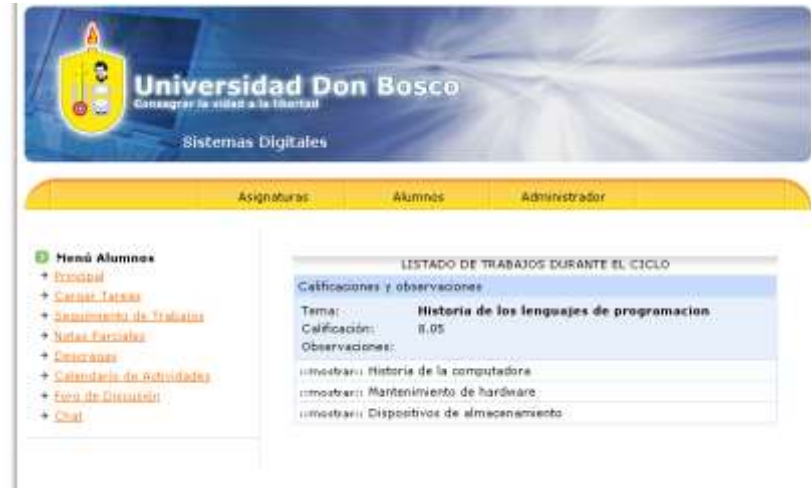 Universidad Don Bosco
Consagrar la vidad a la libertad
Sistemas Digitales
Asignaturas Alumnos Administrador
Menú Alumnos
Principal
Cargar Tareas
Seguimiento de Trabajos
Notas Parciales
Descargas
Calendario de Actividades
Foro de Discusión
Chat
LISTADO DE TRABAJOS DURANTE EL CICLO
Calificaciones y observaciones
Tema: Historia de los lenguajes de programacion
Calificación: 8.05
Observaciones:
::mostrar:: Historia de la computadora
::mostrar:: Mantenimiento de hardware
::mostrar:: Dispositivos de almacenamiento